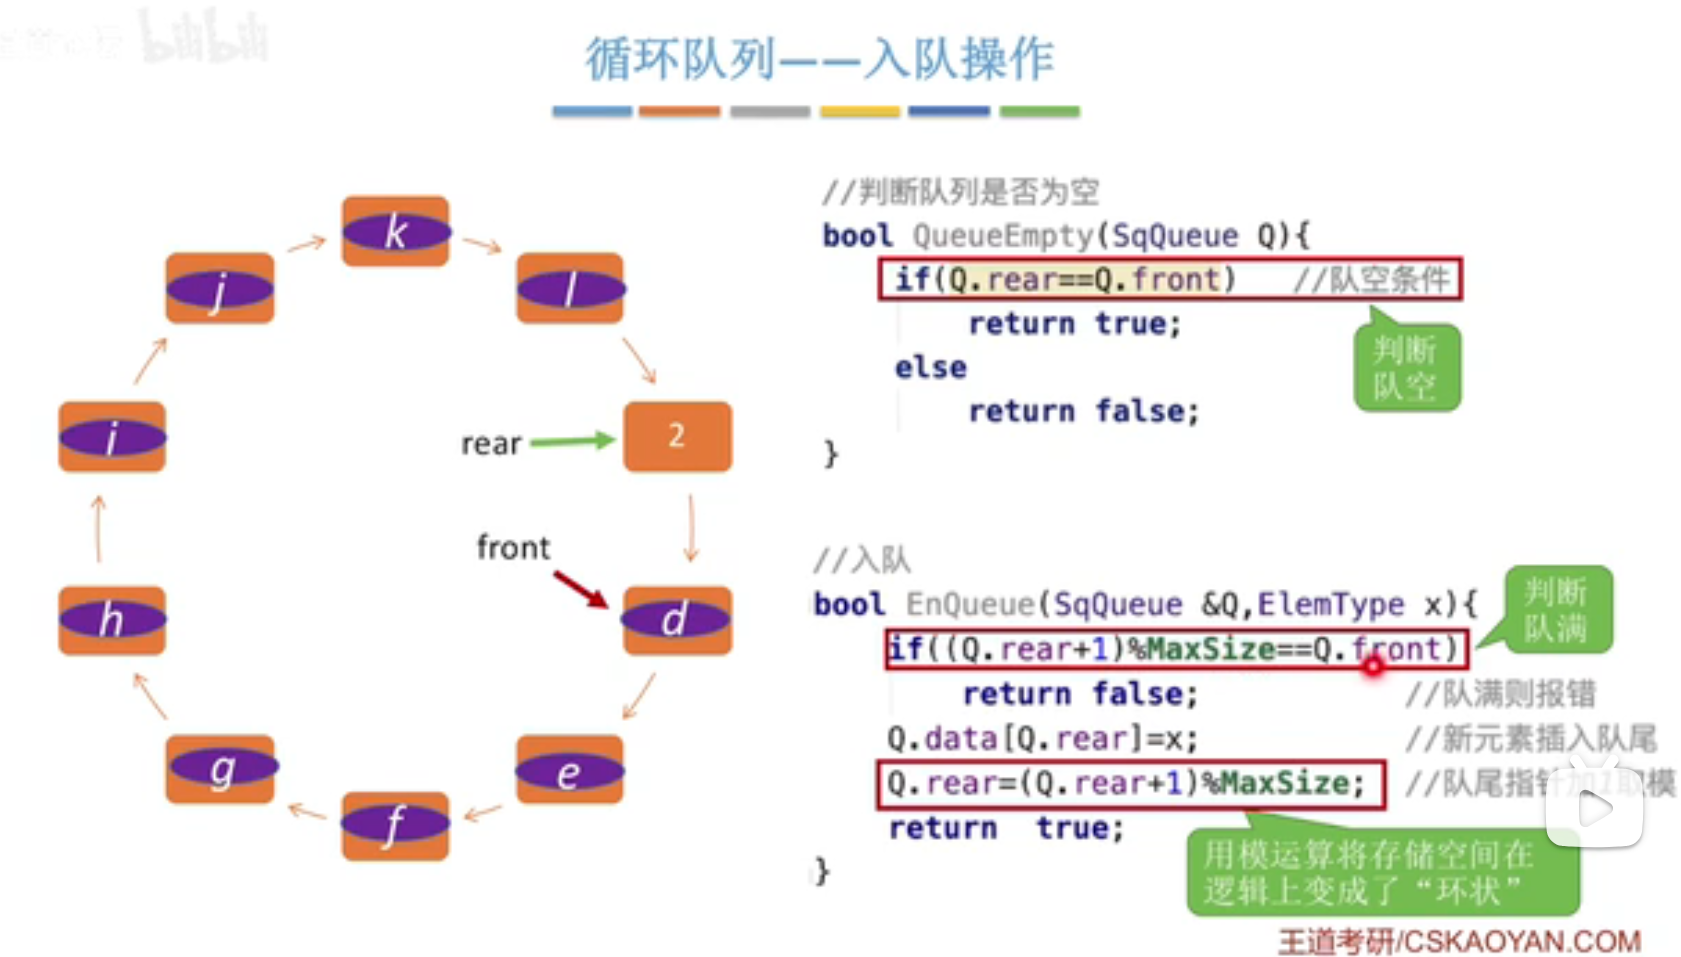 bilibili
循环队列——入队操作
k
j
l
i
rear
2
front
h
d
g
e
f
//判断队列是否为空
bool QueueEmpty(SqQueue Q){
if(Q.rear==Q.front) //队空条件
return true;
else
return false;
}
判断
队空
//入队
bool EnQueue(SqQueue &Q,ElemType x){
if((Q.rear+1)%MaxSize==Q.front)
return false; //队满则报错
Q.data[Q.rear]=x; //新元素插入队尾
Q.rear=(Q.rear+1)%MaxSize; //队尾指针加1取模
return true;
}
判断
队满
用模运算将存储空间在
逻辑上变成了“环状”
王道考研/CSKAOYAN.COM